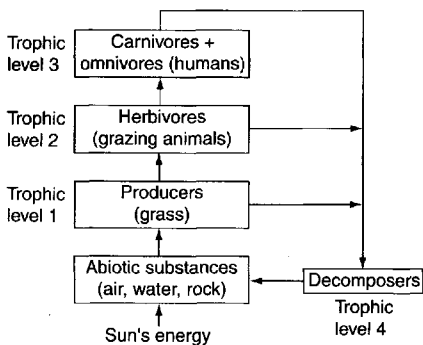 Trophic
level 3
Carnivores +
omnivores (humans)
Trophic
level 2
Herbivores
(grazing animals)
Trophic
level 1
Producers
(grass)
Abiotic substances
(air, water, rock)
Decomposers
Trophic
level 4
Sun's energy